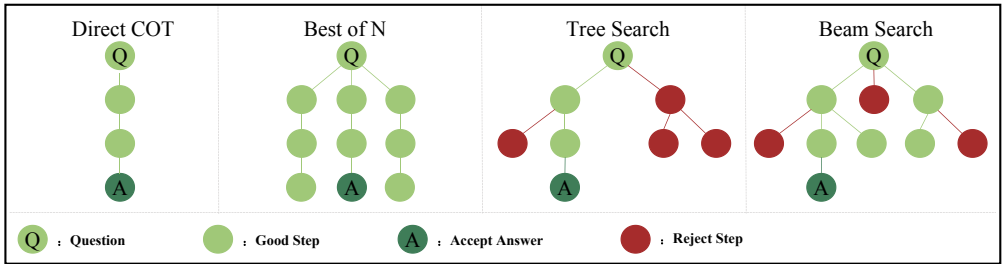 Direct COT
Best of N
Tree Search
Beam Search
Q
Q
Q
Q
A
A
A
A
Q : Question
: Good Step
A : Accept Answer
: Reject Step